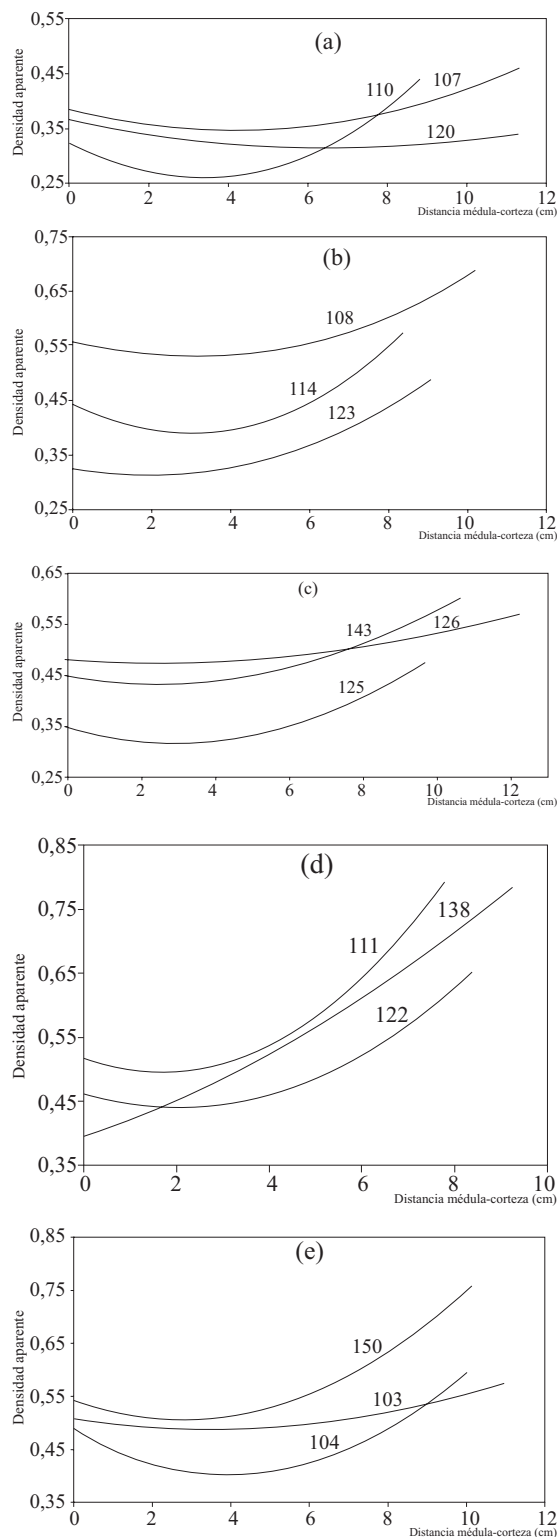 0,55
(a)
0,45
110
107
0,35
120
0,25
0 2 4 6 8 10 12
Densidad aparente
Distancia médula-corteza (cm)
0,75
(b)
0,65
108
0,55
114
0,45
123
0,35
0,25
0 2 4 6 8 10 12
Densidad aparente
Distancia médula-corteza (cm)
0,65
(c)
143
126
0,55
0,45
125
0,35
0,25
0 2 4 6 8 10 12
Densidad aparente
Distancia médula-corteza (cm)
0,85
(d)
0,75
138
111
0,65
122
0,55
0,45
0,35
0 2 4 6 8 10
Densidad aparente
Distancia médula-corteza (cm)
0,85
(e)
0,75
0,65
150
0,55
103
104
0,45
0,35
0 2 4 6 8 10 12
Densidad aparente
Distancia médula-corteza (cm)